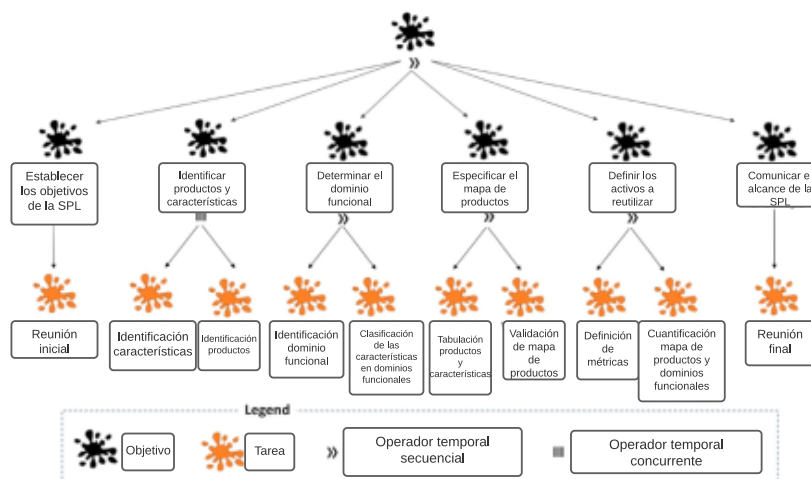 »
Establecer
los objetivos
de la SPL
Identificar
productos y
características
Determinar el
dominio
funcional
»
Especificar el
mapa de
productos
»
Definir los
activos a
reutilizar
»
Comunicar e
alcance de la
SPL
Reunión
inicial
Identificación
características
Identificación
productos
Identificación
dominio
funcional
Clasificación
de las
características
en dominios
funcionales
Tabulación
productos
y
características
Validación
de mapa
de
productos
Definición
de
métricas
Cuantificación
mapa de
productos y
dominios
funcionales
Reunión
final
Legend
Objetivo
Tarea
»
Operador temporal
secuencial
Operador temporal
concurrente